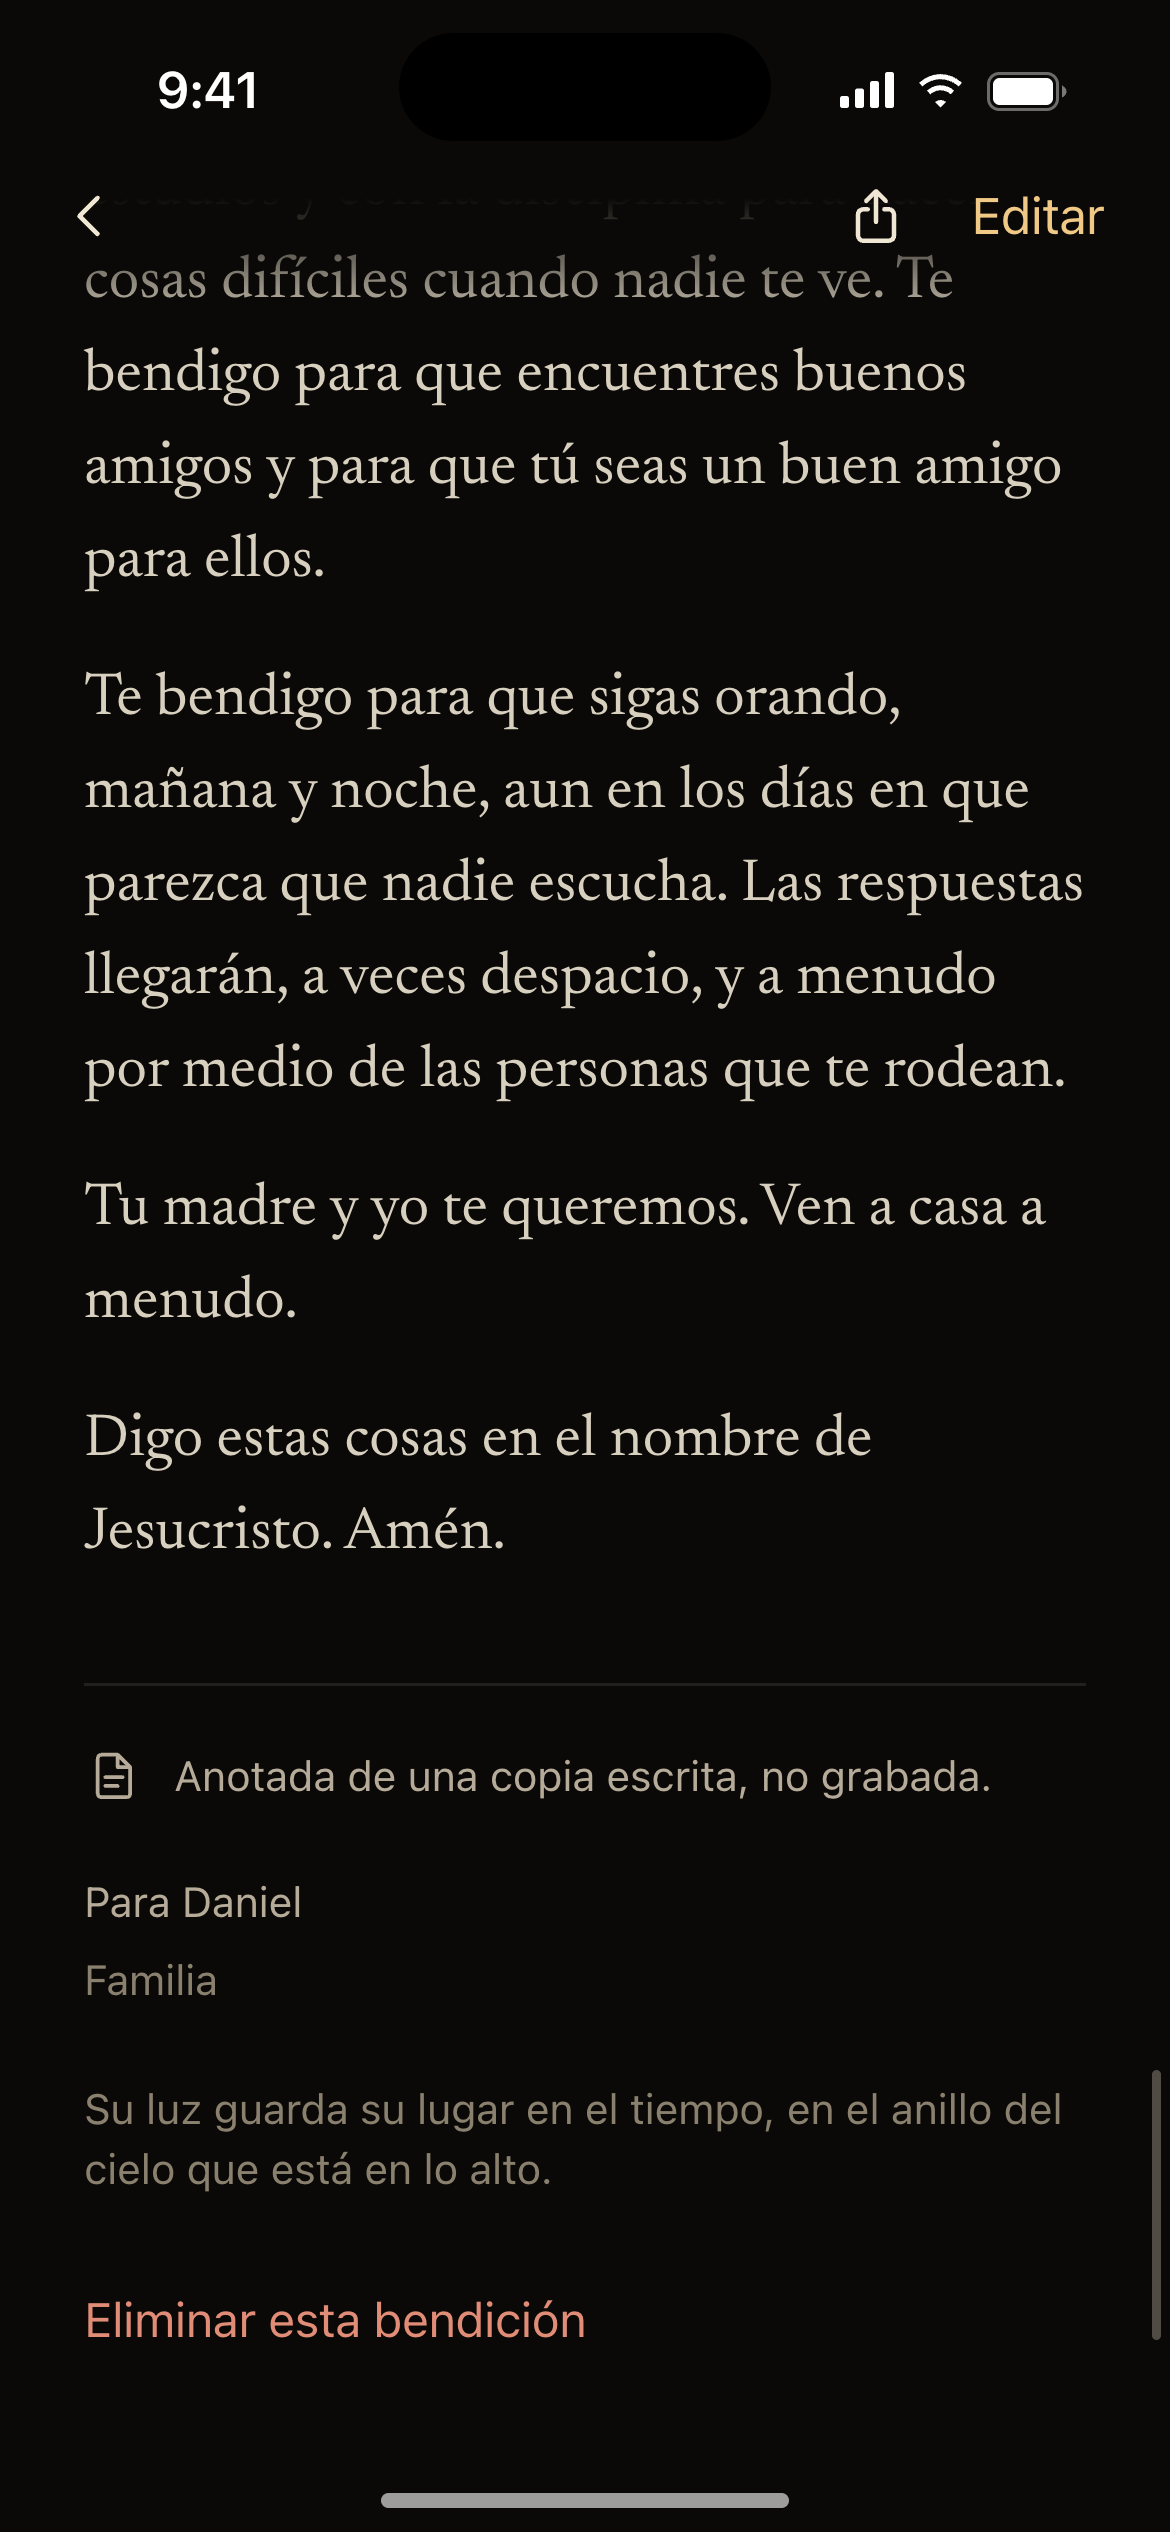 9:41
Editar
cosas difíciles cuando nadie te ve. Te
bendigo para que encuentres buenos
amigos y para que tú seas un buen amigo
para ellos.
Te bendigo para que sigas orando,
mañana y noche, aun en los días en que
parezca que nadie escucha. Las respuestas
llegarán, a veces despacio, y a menudo
por medio de las personas que te rodean.
Tu madre y yo te queremos. Ven a casa a
menudo.
Digo estas cosas en el nombre de
Jesucristo. Amén.
Anotada de una copia escrita, no grabada.
Para Daniel
Familia
Su luz guarda su lugar en el tiempo, en el anillo del
cielo que está en lo alto.
Eliminar esta bendición